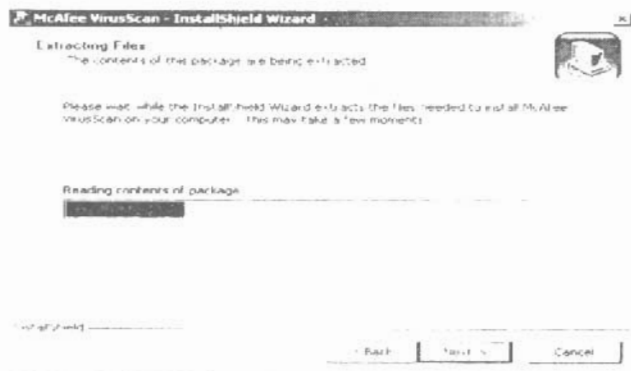 McAfee VirusScan - InstallShield Wizard
Extracting Files
The contents of this package are being extracted
Please wait while the InstallShield Wizard extracts the files needed to install McAfee
VirusScan on your computer. This may take a few moments
Reading contents of package
InstallShield
< Back
Next >
Cancel